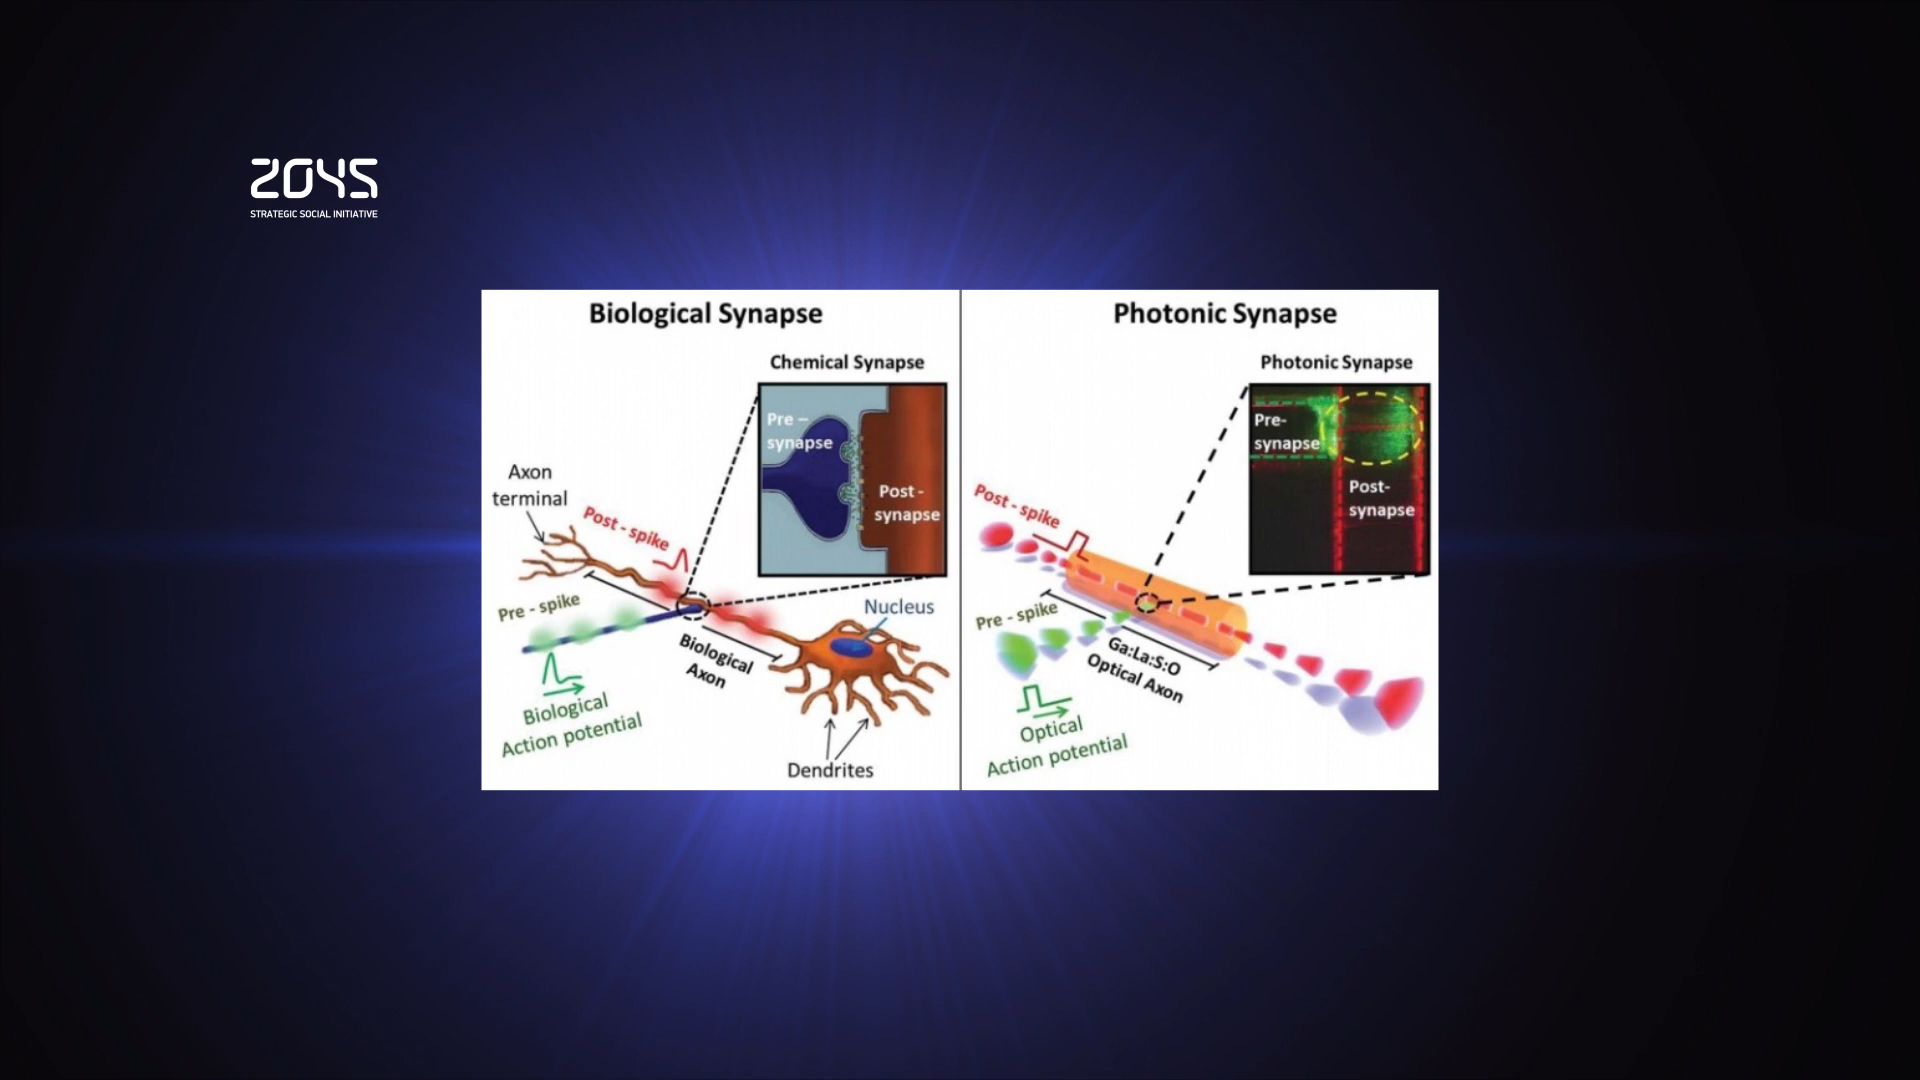 2045
STRATEGIC SOCIAL INITIATIVE
Biological Synapse
Chemical Synapse
Pre –
synapse
Post -
synapse
Axon
terminal
Post - spike
Pre - spike
Nucleus
Biological
Axon
Biological
Action potential
Dendrites
Photonic Synapse
Photonic Synapse
Pre-
synapse
Post-
synapse
Post - spike
Pre - spike
Ga:La:S:O
Optical Axon
Optical
Action potential